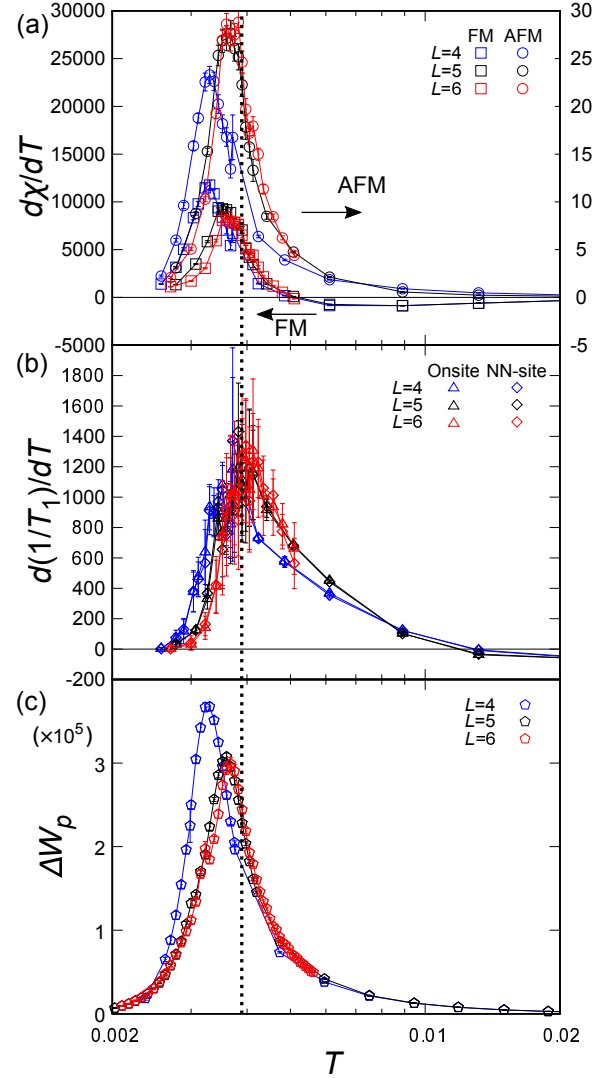 (a)
30000
25000
20000
15000
10000
5000
0
-5000
30
25
20
15
10
5
0
-5
dχ/dT
FM AFM
L=4
L=5
L=6
AFM
FM
(b)
1800
1600
1400
1200
1000
800
600
400
200
0
-200
d(1/T₁)/dT
Onsite NN-site
L=4
L=5
L=6
(c)
(×10⁵)
3
2
1
0
ΔWₚ
L=4
L=5
L=6
0.002 0.01 0.02
T